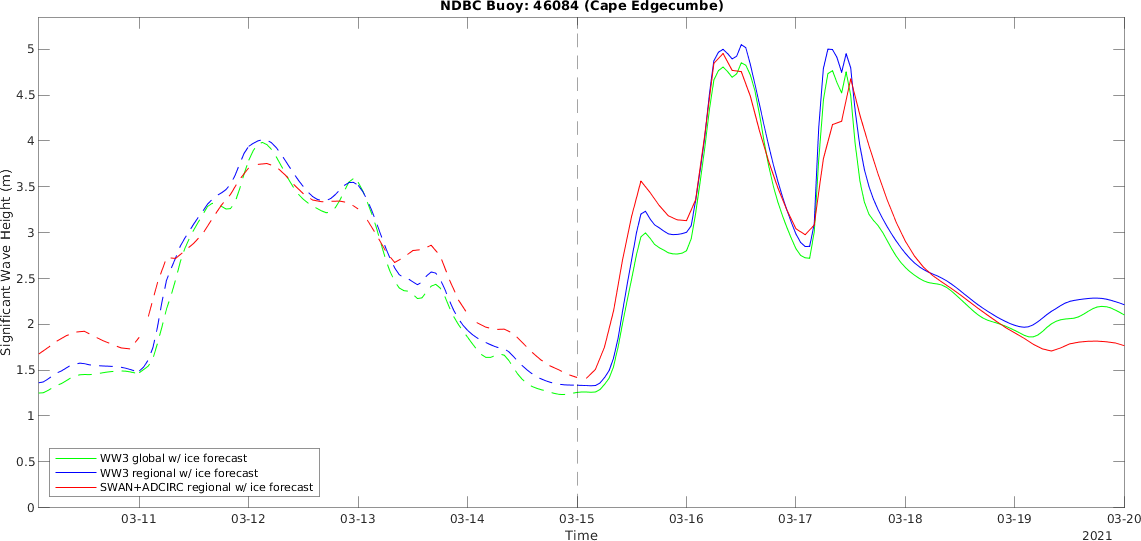 NDBC Buoy: 46084 (Cape Edgecumbe)
Significant Wave Height (m)
5
4.5
4
3.5
3
2.5
2
1.5
1
0.5
0
WW3 global w/ ice forecast
WW3 regional w/ ice forecast
SWAN+ADCIRC regional w/ ice forecast
03-11 03-12 03-13 03-14 03-15 03-16 03-17 03-18 03-19 03-20
Time
2021